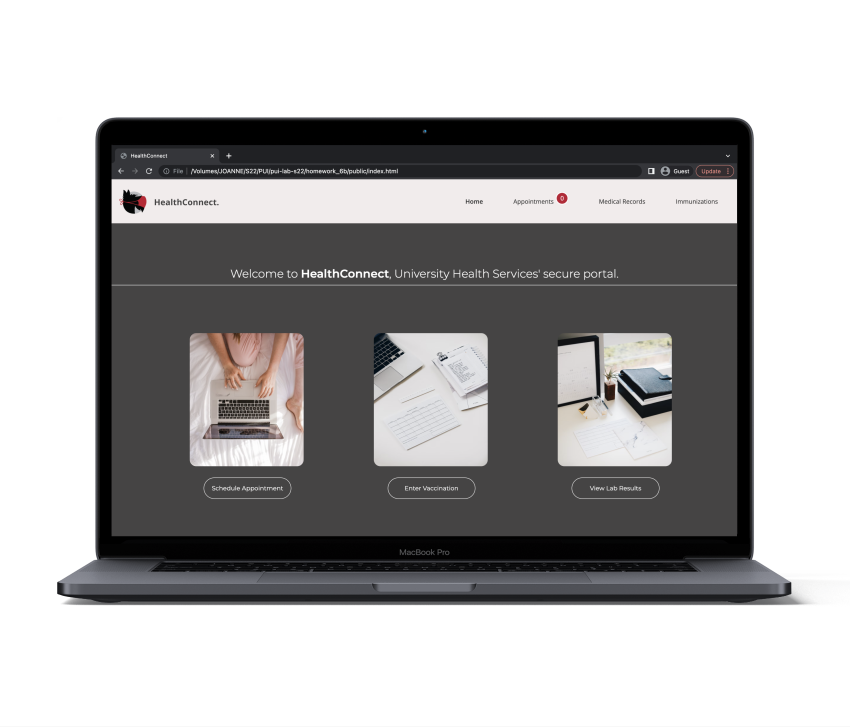 HealthConnect
File | /Volumes/JOANNE/S22/PUI/pui-lab-s22/homework_6b/public/index.html
Guest
Update
HealthConnect.
Home
Appointments 0
Medical Records
Immunizations
Welcome to HealthConnect, University Health Services' secure portal.
Schedule Appointment
Enter Vaccination
View Lab Results
MacBook Pro